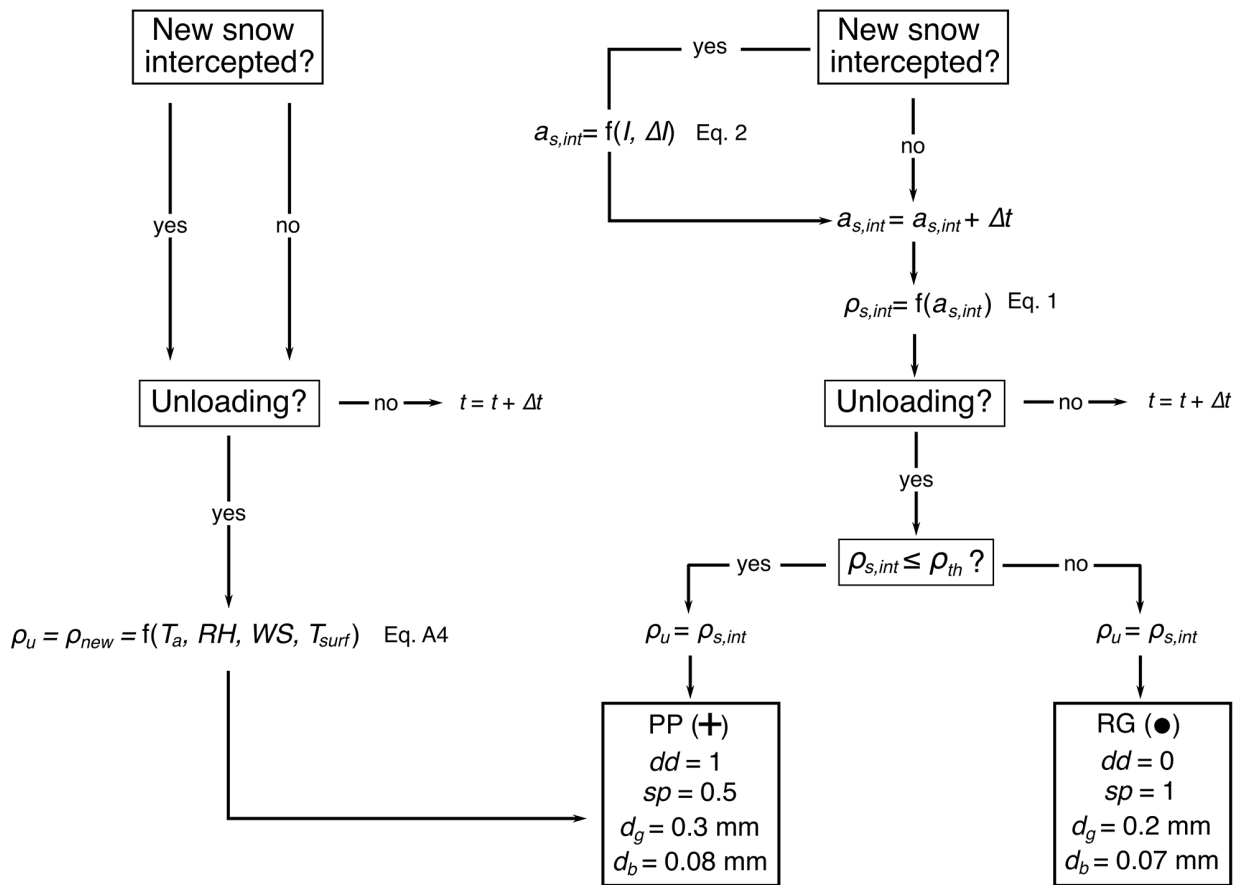 New snow
intercepted?
yes
no
Unloading?
no
t = t + Δt
yes
ρu = ρnew = f(Ta, RH, WS, Tsurf) Eq. A4
New snow
intercepted?
yes
as,int= f(I, ΔI) Eq. 2
no
as,int= as,int+ Δt
ρs,int= f(as,int) Eq. 1
Unloading?
no
t = t + Δt
yes
ρs,int ≤ ρth ?
yes
no
ρu = ρs,int
ρu = ρs,int
PP (+)
dd = 1
sp = 0.5
dg = 0.3 mm
db = 0.08 mm
RG (●)
dd = 0
sp = 1
dg = 0.2 mm
db = 0.07 mm